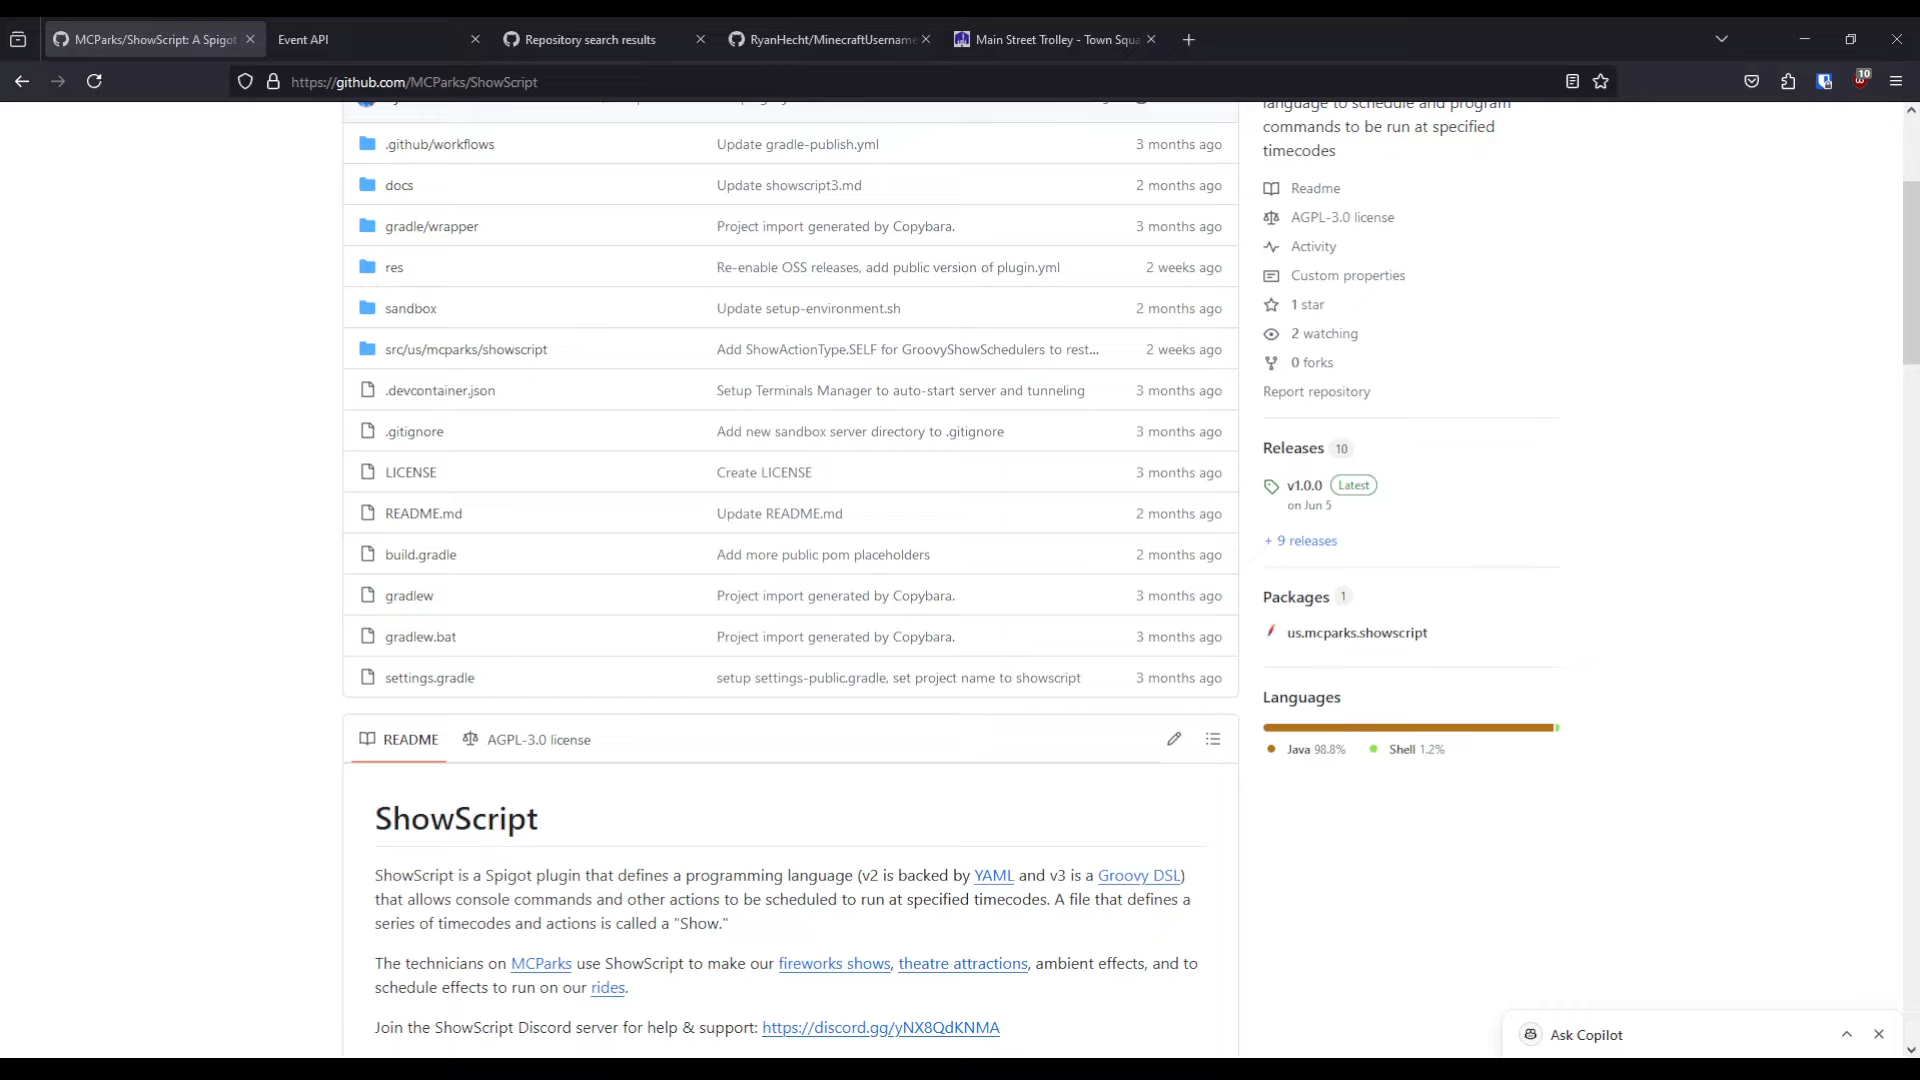 MCParks/ShowScript: A Spigot
Event API
Repository search results
RyanHecht/MinecraftUsername
Main Street Trolley - Town Squa
https://github.com/MCParks/ShowScript
10
language to schedule and program
commands to be run at specified
timecodes
.github/workflows Update gradle-publish.yml 3 months ago
docs Update showscript3.md 2 months ago
gradle/wrapper Project import generated by Copybara. 3 months ago
res Re-enable OSS releases, add public version of plugin.yml 2 weeks ago
sandbox Update setup-environment.sh 2 months ago
src/us/mcparks/showscript Add ShowActionType.SELF for GroovyShowSchedulers to rest... 2 weeks ago
.devcontainer.json Setup Terminals Manager to auto-start server and tunneling 3 months ago
.gitignore Add new sandbox server directory to .gitignore 3 months ago
LICENSE Create LICENSE 3 months ago
README.md Update README.md 2 months ago
build.gradle Add more public pom placeholders 2 months ago
gradlew Project import generated by Copybara. 3 months ago
gradlew.bat Project import generated by Copybara. 3 months ago
settings.gradle setup settings-public.gradle, set project name to showscript 3 months ago
Readme
AGPL-3.0 license
Activity
Custom properties
1 star
2 watching
0 forks
Report repository
Releases 10
v1.0.0 Latest
on Jun 5
+ 9 releases
Packages 1
us.mcparks.showscript
Languages
Java 98.8% Shell 1.2%
README AGPL-3.0 license
ShowScript
ShowScript is a Spigot plugin that defines a programming language (v2 is backed by YAML and v3 is a Groovy DSL)
that allows console commands and other actions to be scheduled to run at specified timecodes. A file that defines a
series of timecodes and actions is called a "Show."
The technicians on MCParks use ShowScript to make our fireworks shows, theatre attractions, ambient effects, and to
schedule effects to run on our rides.
Join the ShowScript Discord server for help & support: https://discord.gg/yNX8QdKNMA
Ask Copilot